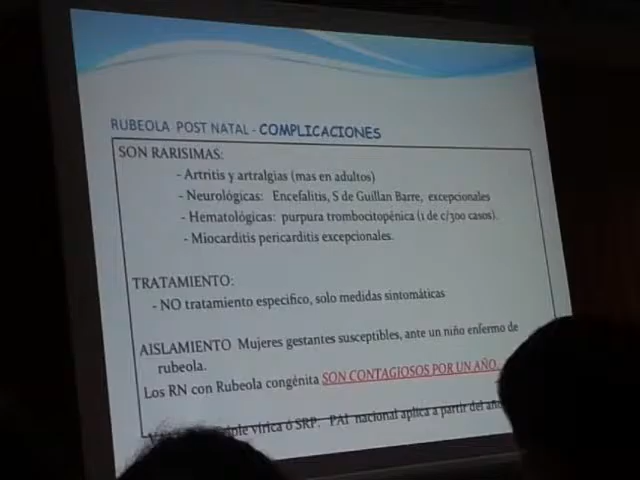 RUBEOLA POST NATAL - COMPLICACIONES
SON RARISIMAS:
- Artritis y artralgias (mas en adultos)
- Neurológicas: Encefalitis, S de Guillan Barre, excepcionales
- Hematológicas: purpura trombocitopénica (1 de c/300 casos).
- Miocarditis pericarditis excepcionales.
TRATAMIENTO:
- NO tratamiento especifico, solo medidas sintomáticas
AISLAMIENTO Mujeres gestantes susceptibles, ante un niño enfermo de
rubeola.
Los RN con Rubeola congénita SON CONTAGIOSOS POR UN AÑO.
vírica ó SRP. PAI nacional aplica a partir del año